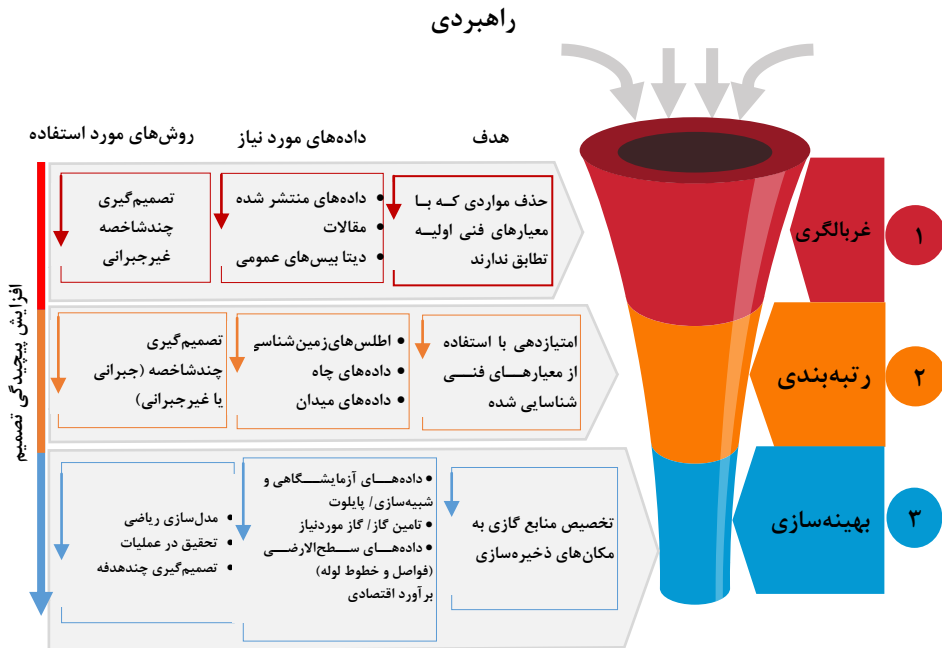 راهبردی
هدف
داده‌های مورد نیاز
روش‌های مورد استفاده
۱
غربالگری
حذف مواردی که با
معیارهای فنی اولیه
تطابق ندارند
• داده‌های منتشر شده
• مقالات
• دیتا بیس‌های عمومی
تصمیم‌گیری
چندشاخصه
غیرجبرانی
۲
رتبه‌بندی
امتیازدهی با استفاده
از معیارهای فنی
شناسایی شده
• اطلس‌های زمین‌شناسی
• داده‌های چاه
• داده‌های میدان
تصمیم‌گیری
چندشاخصه (جبرانی
یا غیرجبرانی)
۳
بهینه‌سازی
تخصیص منابع گازی به
مکان‌های ذخیره‌سازی
• داده‌های آزمایشگاهی و
شبیه‌سازی/ پایلوت
• تامین گاز/ گاز موردنیاز
• داده‌های سطح‌الارضی
(فواصل و خطوط لوله)
برآورد اقتصادی
• مدل‌سازی ریاضی
• تحقیق در عملیات
• تصمیم‌گیری چندهدفه
افزایش پیچیدگی تصمیم